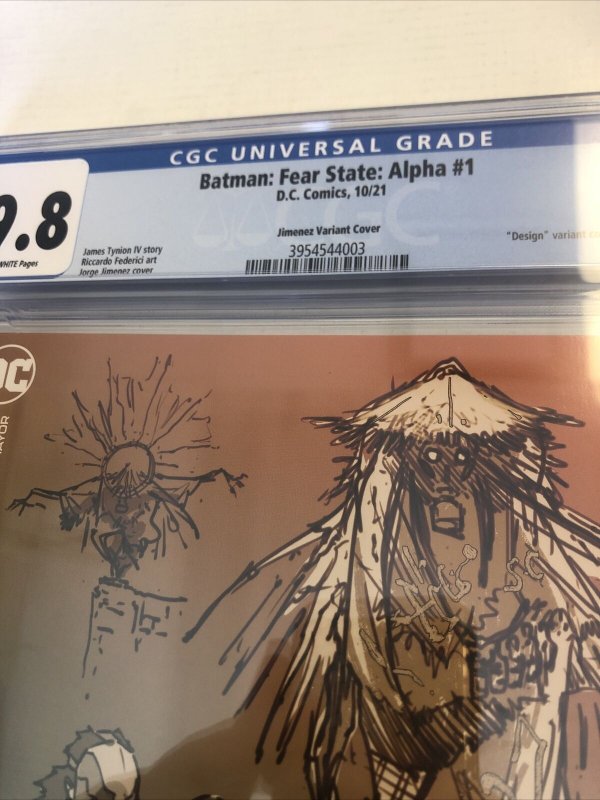 CGC UNIVERSAL GRADE
Batman: Fear State: Alpha #1
D.C. Comics, 10/21
9.8
WHITE Pages
James Tynion IV story
Riccardo Federici art
Jorge Jimenez cover
Jimenez Variant Cover
3954544003
"Design" variant
CGC
DC